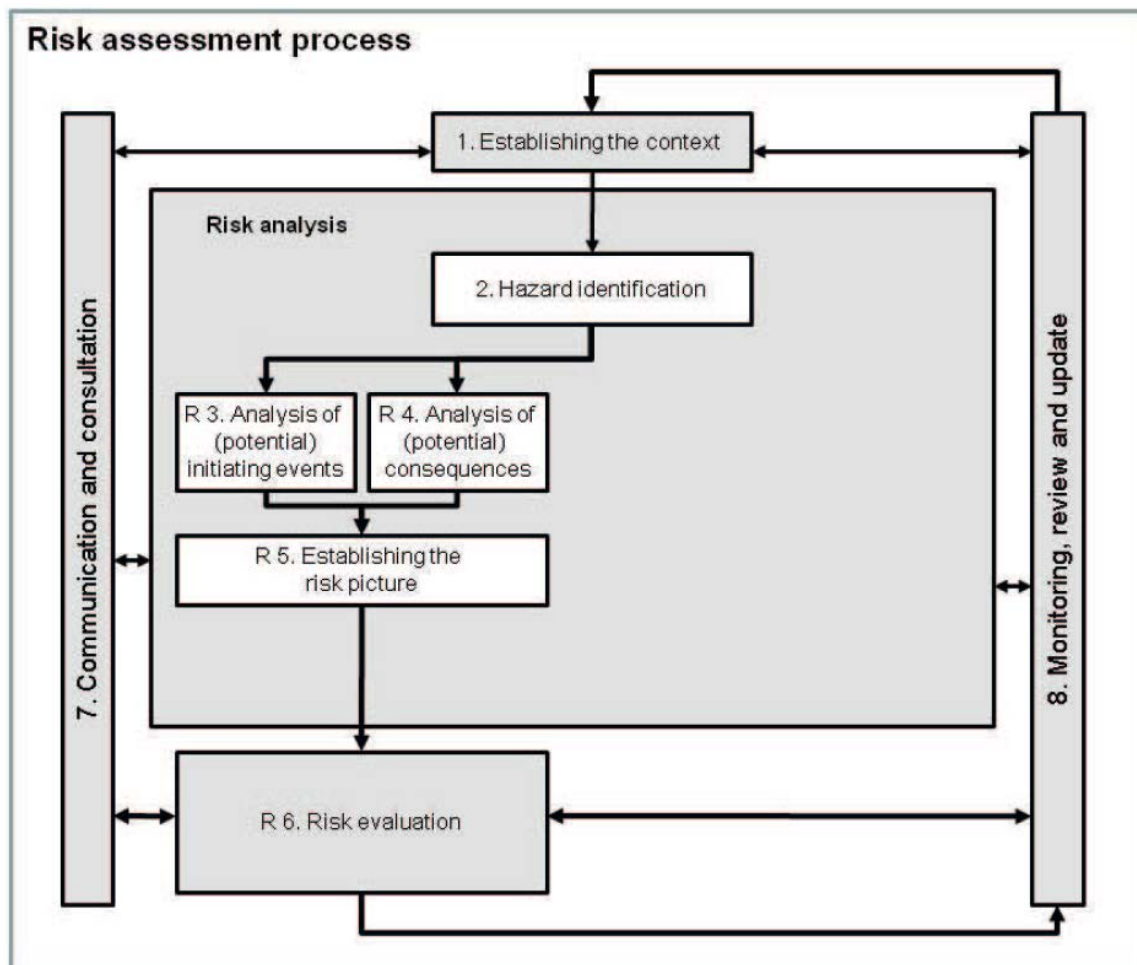 Risk assessment process
1. Establishing the context
Risk analysis
2. Hazard identification
R 3. Analysis of
(potential)
initiating events
R 4. Analysis of
(potential)
consequences
R 5. Establishing the
risk picture
R 6. Risk evaluation
7. Communication and consultation
8. Monitoring, review and update